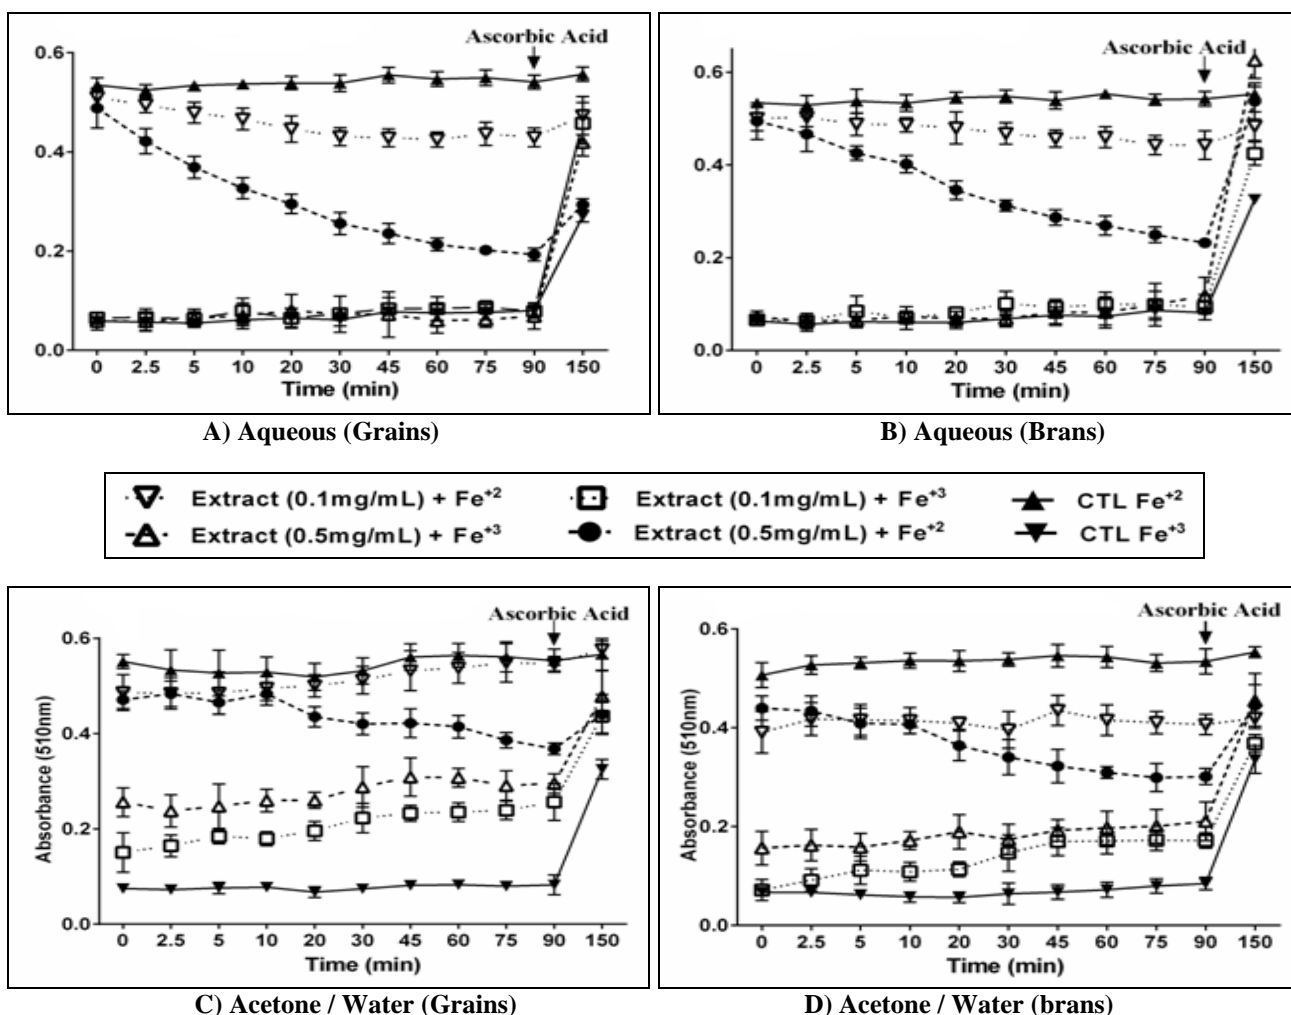 Ascorbic Acid
0.6
0.4
0.2
0.0
0 2.5 5 10 20 30 45 60 75 90 150
Time (min)
A) Aqueous (Grains)
Ascorbic Acid
0.6
0.4
0.2
0.0
0 2.5 5 10 20 30 45 60 75 90 150
Time (min)
B) Aqueous (Brans)
Extract (0.1mg/mL) + Fe⁺² Extract (0.1mg/mL) + Fe⁺³ CTL Fe⁺²
Extract (0.5mg/mL) + Fe⁺³ Extract (0.5mg/mL) + Fe⁺² CTL Fe⁺³
Ascorbic Acid
Absorbance (510nm)
0.6
0.4
0.2
0.0
0 2.5 5 10 20 30 45 60 75 90 150
Time (min)
C) Acetone / Water (Grains)
Ascorbic Acid
Absorbance (510nm)
0.6
0.4
0.2
0.0
0 2.5 5 10 20 30 45 60 75 90 150
Time (min)
D) Acetone / Water (brans)